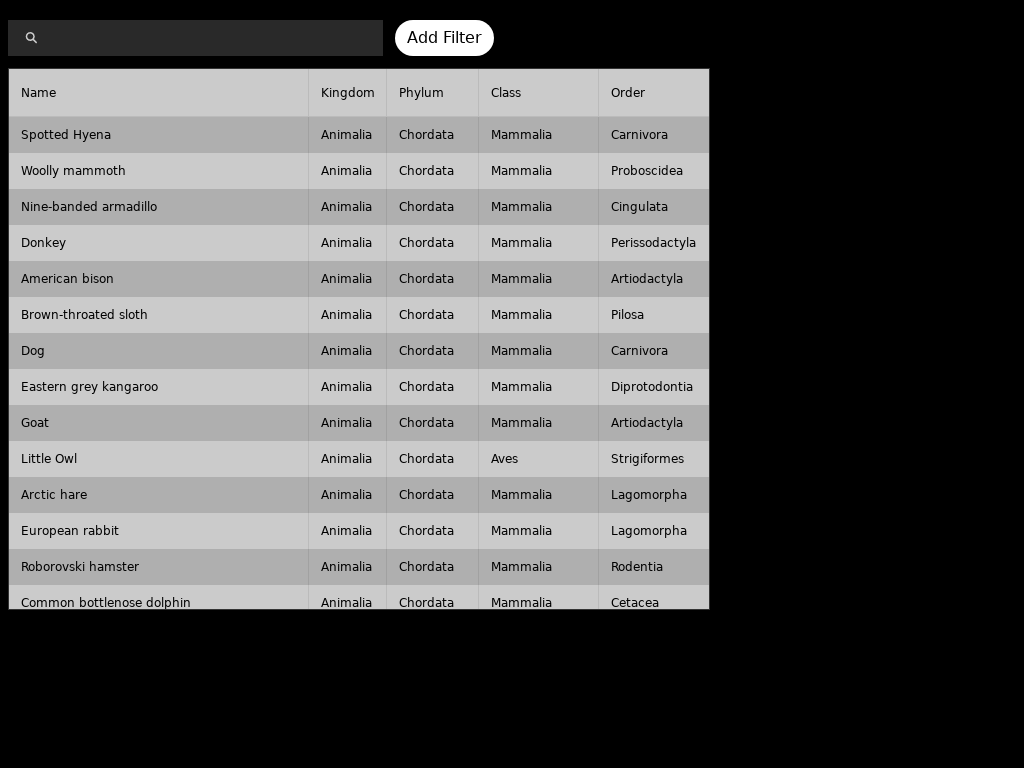 Add Filter
Name Kingdom Phylum Class Order
Spotted Hyena Animalia Chordata Mammalia Carnivora
Woolly mammoth Animalia Chordata Mammalia Proboscidea
Nine-banded armadillo Animalia Chordata Mammalia Cingulata
Donkey Animalia Chordata Mammalia Perissodactyla
American bison Animalia Chordata Mammalia Artiodactyla
Brown-throated sloth Animalia Chordata Mammalia Pilosa
Dog Animalia Chordata Mammalia Carnivora
Eastern grey kangaroo Animalia Chordata Mammalia Diprotodontia
Goat Animalia Chordata Mammalia Artiodactyla
Little Owl Animalia Chordata Aves Strigiformes
Arctic hare Animalia Chordata Mammalia Lagomorpha
European rabbit Animalia Chordata Mammalia Lagomorpha
Roborovski hamster Animalia Chordata Mammalia Rodentia
Common bottlenose dolphin Animalia Chordata Mammalia Cetacea